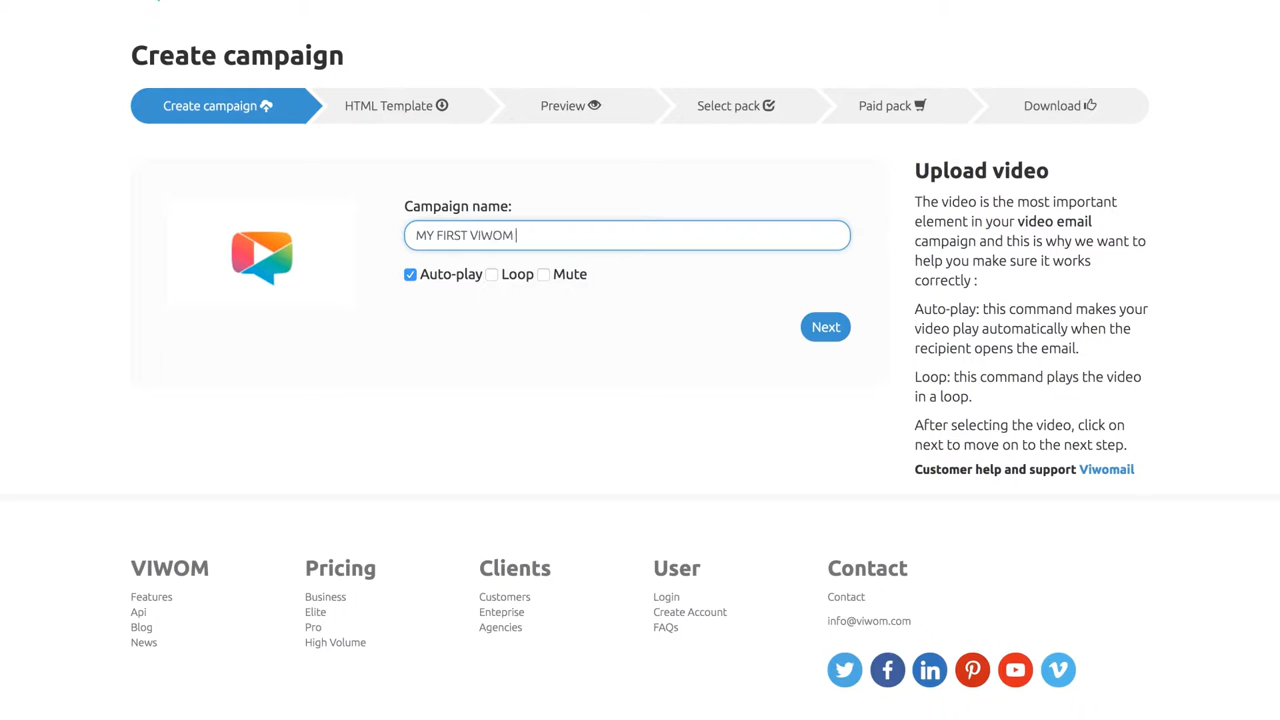 Create campaign
Create campaign
HTML Template
Preview
Select pack
Paid pack
Download
Campaign name:
MY FIRST VIWOM
Auto-play Loop Mute
Next
Upload video
The video is the most important
element in your video email
campaign and this is why we want to
help you make sure it works
correctly :
Auto-play: this command makes your
video play automatically when the
recipient opens the email.
Loop: this command plays the video
in a loop.
After selecting the video, click on
next to move on to the next step.
Customer help and support Viwomail
VIWOM
Features
Api
Blog
News
Pricing
Business
Elite
Pro
High Volume
Clients
Customers
Enteprise
Agencies
User
Login
Create Account
FAQs
Contact
Contact
info@viwom.com